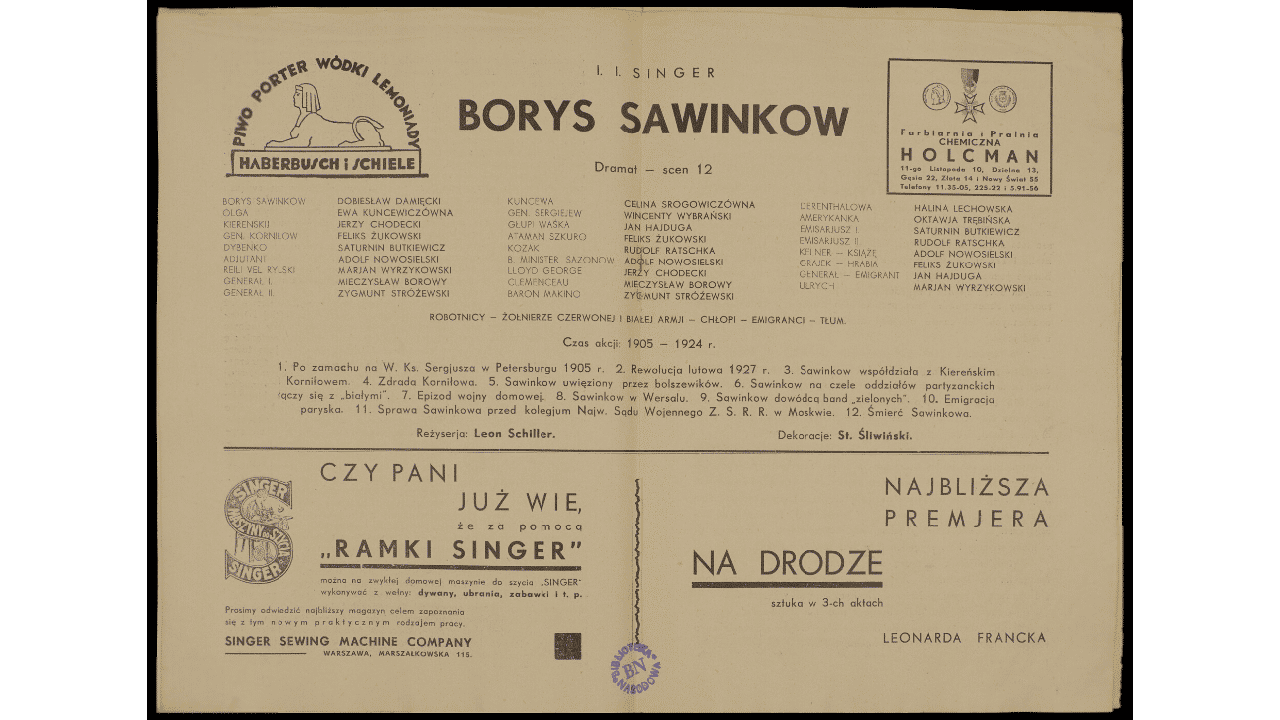 PIWO PORTER WÓDKI LEMONIADY
HABERBUSCH i SCHIELE
I. I. SINGER
BORYS SAWINKOW
Dramat — scen 12
Farbiarnia i Pralnia
CHEMICZNA
HOLCMAN
11-go Listopada 10, Dzielna 13,
Gęsia 22, Złota 14 i Nowy Świat 55
Telefony 11.35-05, 225-22 i 5.91-56
BORYS SAWINKOW DOBIESŁAW DAMIĘCKI
OLGA EWA KUNCEWICZÓWNA
KIERENSKIJ JERZY CHODECKI
GEN. KORNIŁOW FELIKS ŻUKOWSKI
DYBENKO SATURNIN BUTKIEWICZ
ADJUTANT ADOLF NOWOSIELSKI
REILI VEL RYLSKI MARJAN WYRZYKOWSKI
GENERAŁ I. MIECZYSŁAW BOROWY
GENERAŁ II. ZYGMUNT STRÓŻEWSKI
KUNCEWA CELINA SROGOWICZÓWNA
GEN. SERGIEJEW WINCENTY WYBRAŃSKI
GŁUPI WAŚKA JAN HAJDUGA
ATAMAN SZKURO FELIKS ŻUKOWSKI
KOZAK RUDOLF RATSCHKA
B. MINISTER SAZONOW ADOLF NOWOSIELSKI
LLOYD GEORGE JERZY CHODECKI
CLEMENCEAU MIECZYSŁAW BOROWY
BARON MAKINO ZYGMUNT STRÓŻEWSKI
DERENTHALOWA HALINA LECHOWSKA
AMERYKANKA OKTAWJA TRĘBIŃSKA
EMISARJUSZ I. SATURNIN BUTKIEWICZ
EMISARJUSZ II RUDOLF RATSCHKA
KELNER — KSIĄŻĘ ADOLF NOWOSIELSKI
GRAJEK — HRABIA FELIKS ŻUKOWSKI
GENERAŁ — EMIGRANT JAN HAJDUGA
ULRYCH MARJAN WYRZYKOWSKI
ROBOTNICY — ŻOŁNIERZE CZERWONEJ I BIAŁEJ ARMJI — CHŁOPI — EMIGRANCI — TŁUM.
Czas akcji: 1905 — 1924 r.
1. Po zamachu na W. Ks. Sergjusza w Petersburgu 1905 r. 2. Rewolucja lutowa 1927 r. 3. Sawinkow współdziała z Kiereńskim
Korniłowem. 4. Zdrada Korniłowa. 5. Sawinkow uwięziony przez bolszewików. 6. Sawinkow na czele oddziałów partyzanckich
łączy się z „białymi". 7. Epizod wojny domowej. 8. Sawinkow w Wersalu. 9. Sawinkow dowódcą band „zielonych". 10. Emigracja
paryska. 11. Sprawa Sawinkowa przed kolegjum Najw. Sądu Wojennego Z. S. R. R. w Moskwie. 12. Śmierć Sawinkowa.
Reżyserja: Leon Schiller. Dekoracje: St. Śliwiński.
SINGER
MASZYNY DO SZYCIA
SINGER
CZY PANI
JUŻ WIE,
że za pomocą
„RAMKI SINGER"
można na zwykłej domowej maszynie do szycia „SINGER"
wykonywać z wełny: dywany, ubrania, zabawki i t. p.
Prosimy odwiedzić najbliższy magazyn celem zapoznania
się z tym nowym praktycznym rodzajem pracy.
SINGER SEWING MACHINE COMPANY
WARSZAWA, MARSZAŁKOWSKA 115.
NAJBLIŻSZA
PREMJERA
NA DRODZE
sztuka w 3-ch aktach
LEONARDA FRANCKA
BIBLJOTEKA
BN
NARODOWA